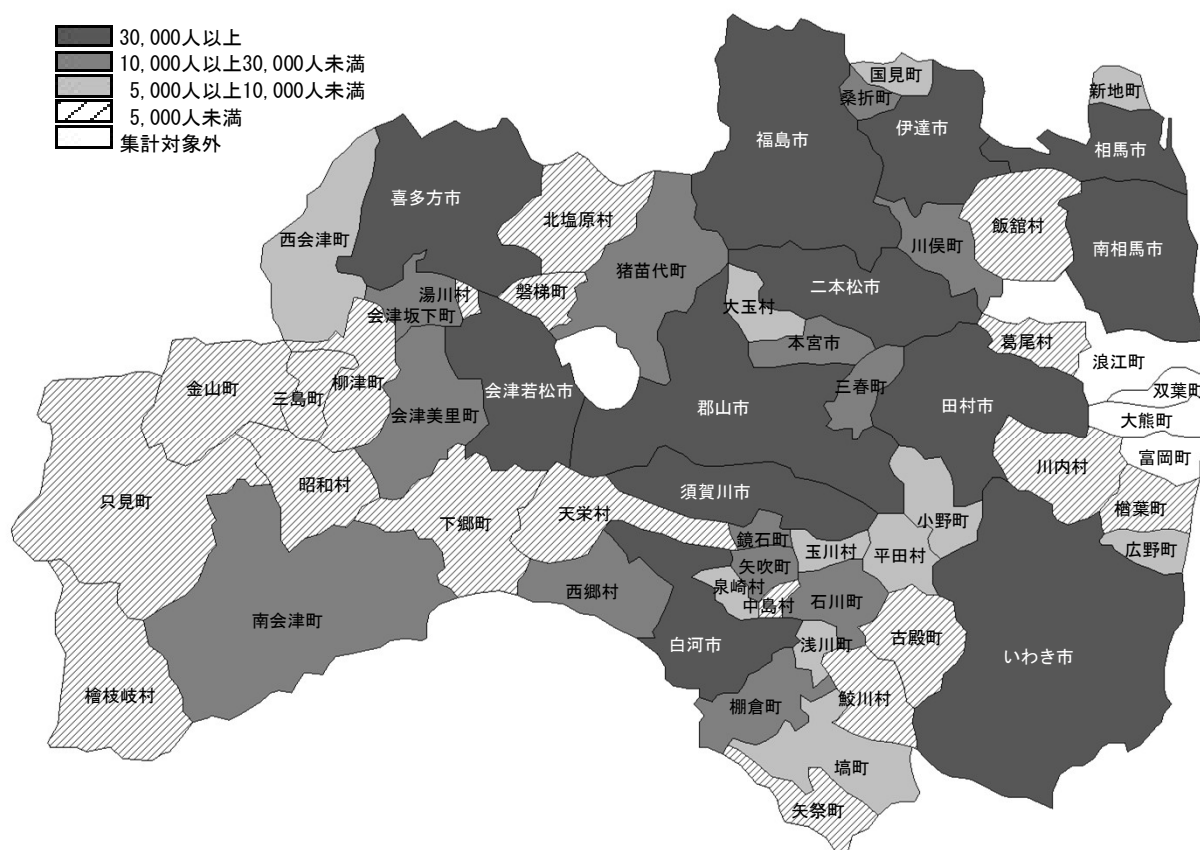 30,000人以上
10,000人以上30,000人未満
5,000人以上10,000人未満
5,000人未満
集計対象外
国見町
桑折町
新地町
福島市
伊達市
相馬市
喜多方市
北塩原村
飯舘村
西会津町
川俣町
南相馬市
猪苗代町
湯川村
磐梯町
二本松市
会津坂下町
大玉村
本宮市
葛尾村
浪江町
金山町
柳津町
三島町
会津若松市
三春町
双葉町
会津美里町
郡山市
田村市
大熊町
富岡町
川内村
昭和村
須賀川市
只見町
下郷町
天栄村
小野町
楢葉町
鏡石町
玉川村
平田村
広野町
矢吹町
泉崎村
西郷村
中島村
石川町
南会津町
白河市
浅川町
古殿町
いわき市
檜枝岐村
棚倉町
鮫川村
塙町
矢祭町